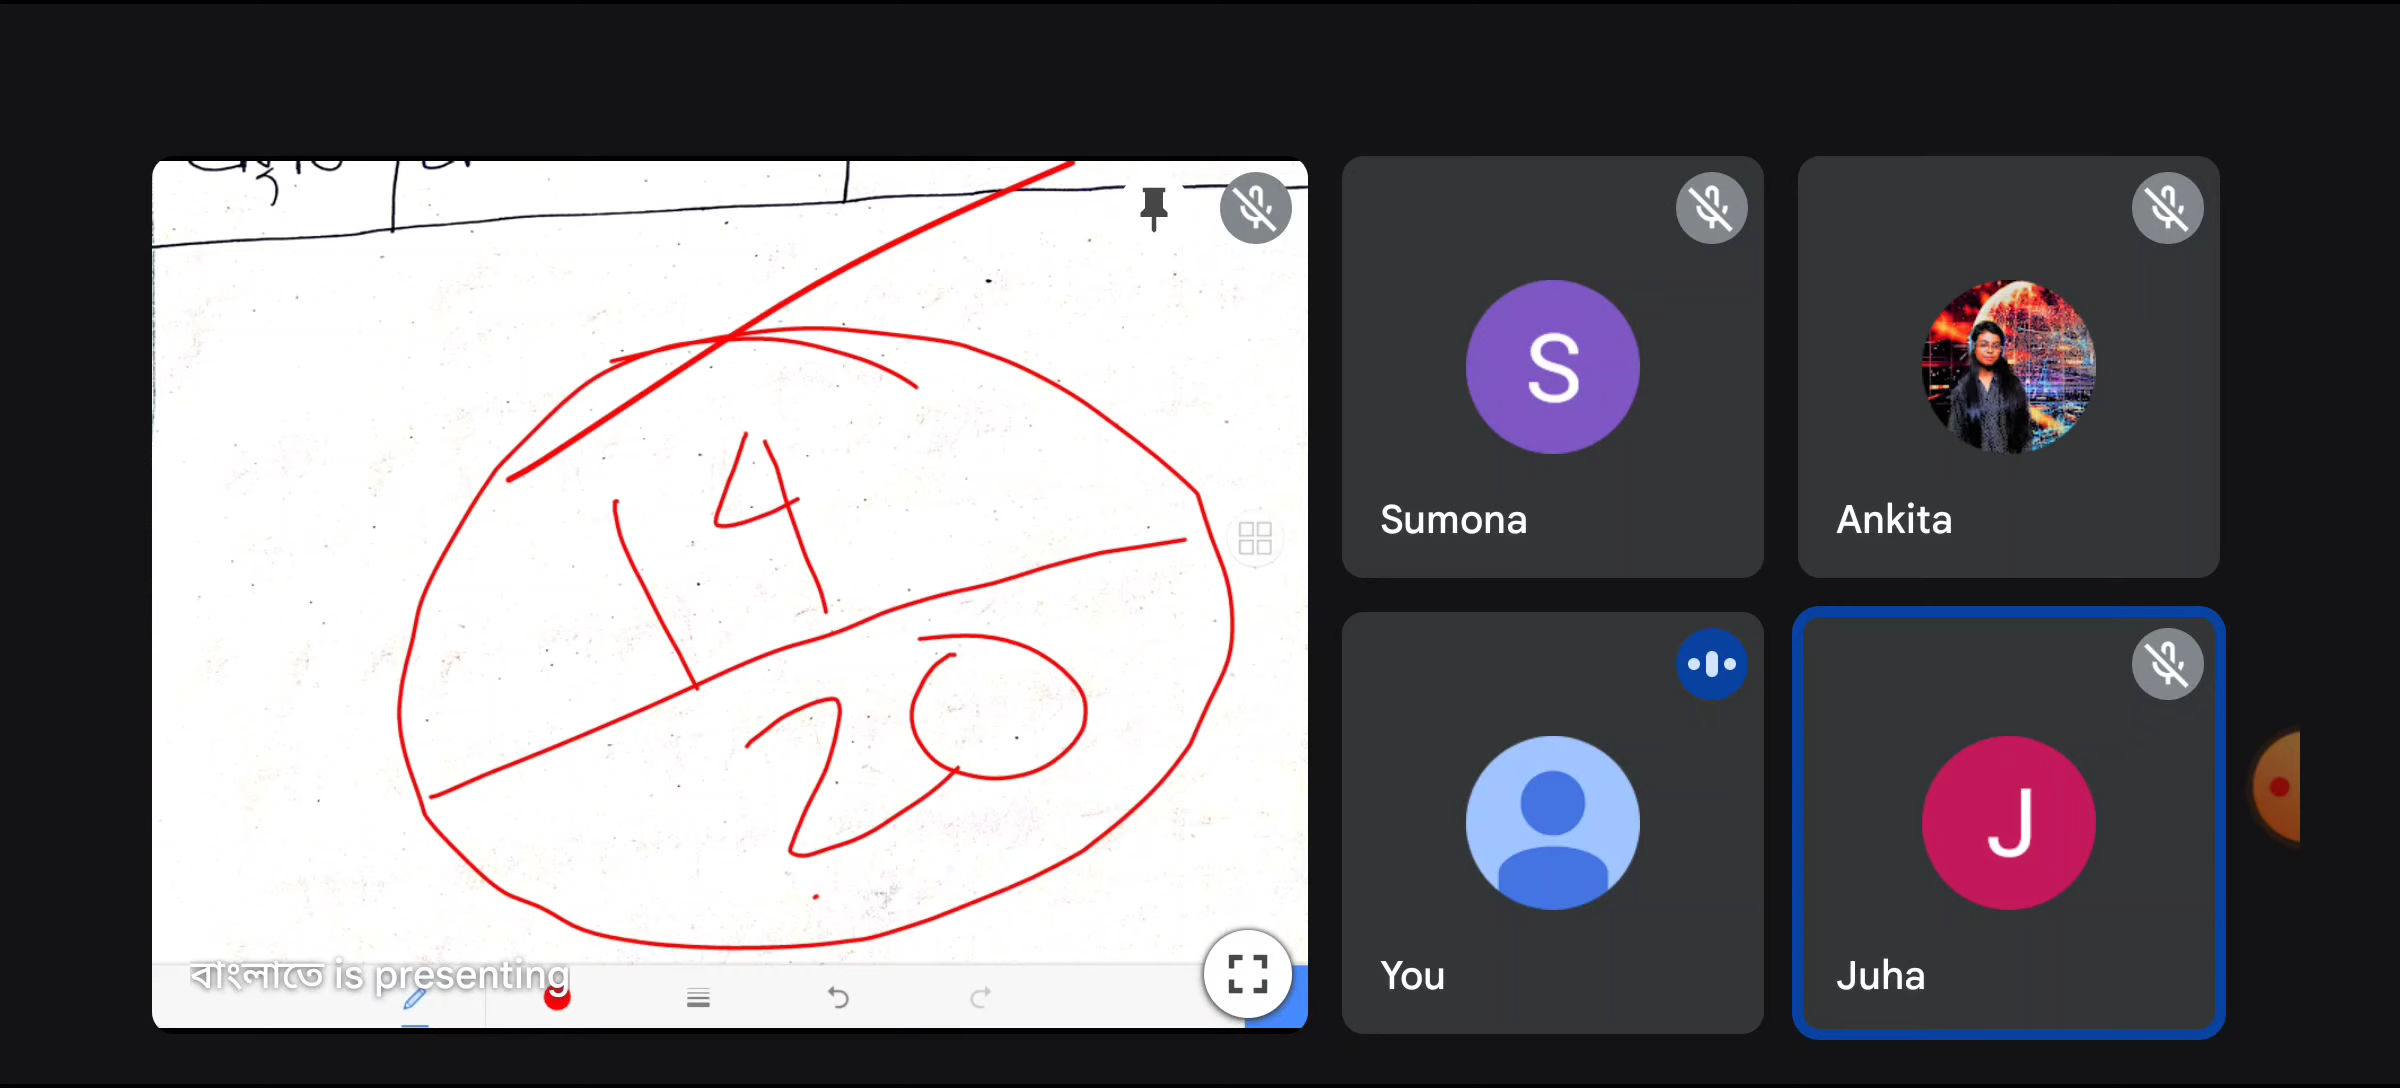 14
20
বাংলাতে is presenting
S
Sumona
Ankita
You
J
Juha